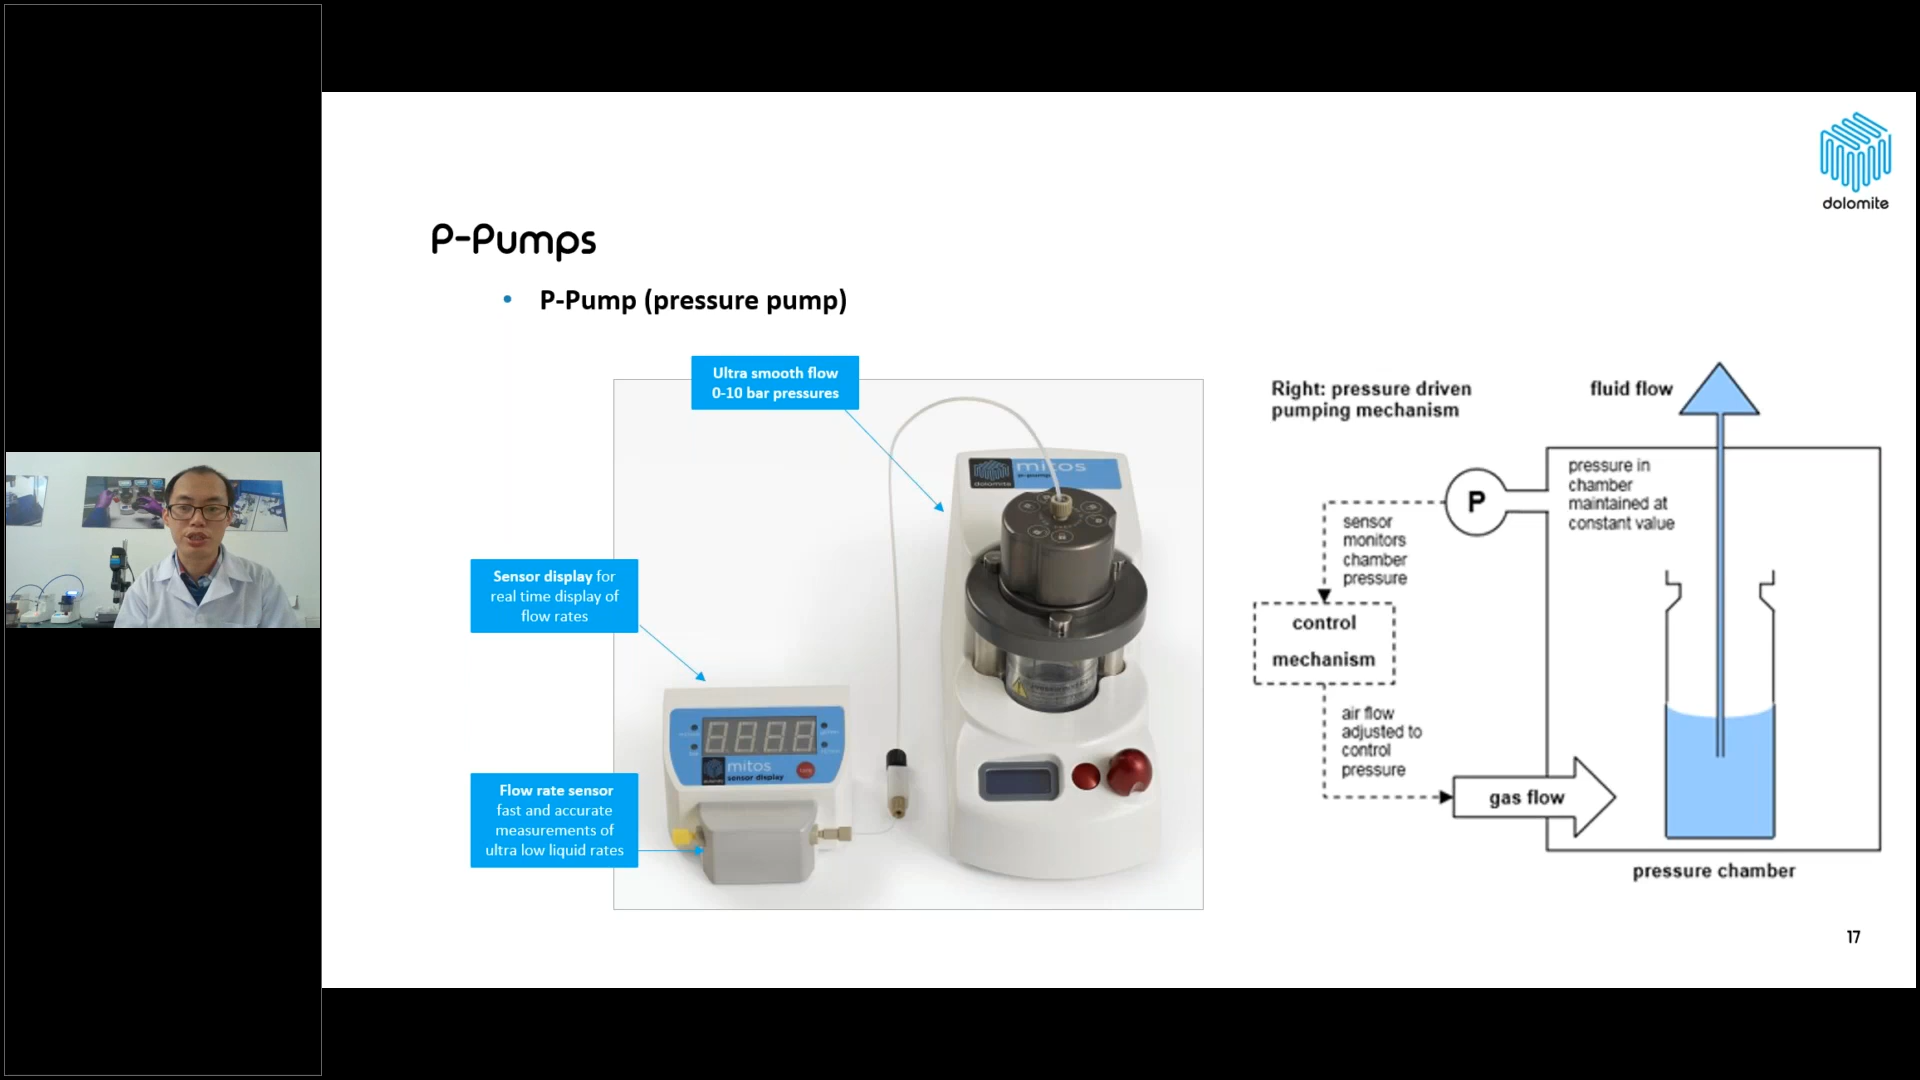 dolomite
P-Pumps
• P-Pump (pressure pump)
Ultra smooth flow
0-10 bar pressures
Sensor display for
real time display of
flow rates
Flow rate sensor
fast and accurate
measurements of
ultra low liquid rates
dolomite
mitos
p-pump
mitos
sensor display
Right: pressure driven
pumping mechanism
fluid flow
P
pressure in
chamber
maintained at
constant value
sensor
monitors
chamber
pressure
control
mechanism
air flow
adjusted to
control
pressure
gas flow
pressure chamber
17